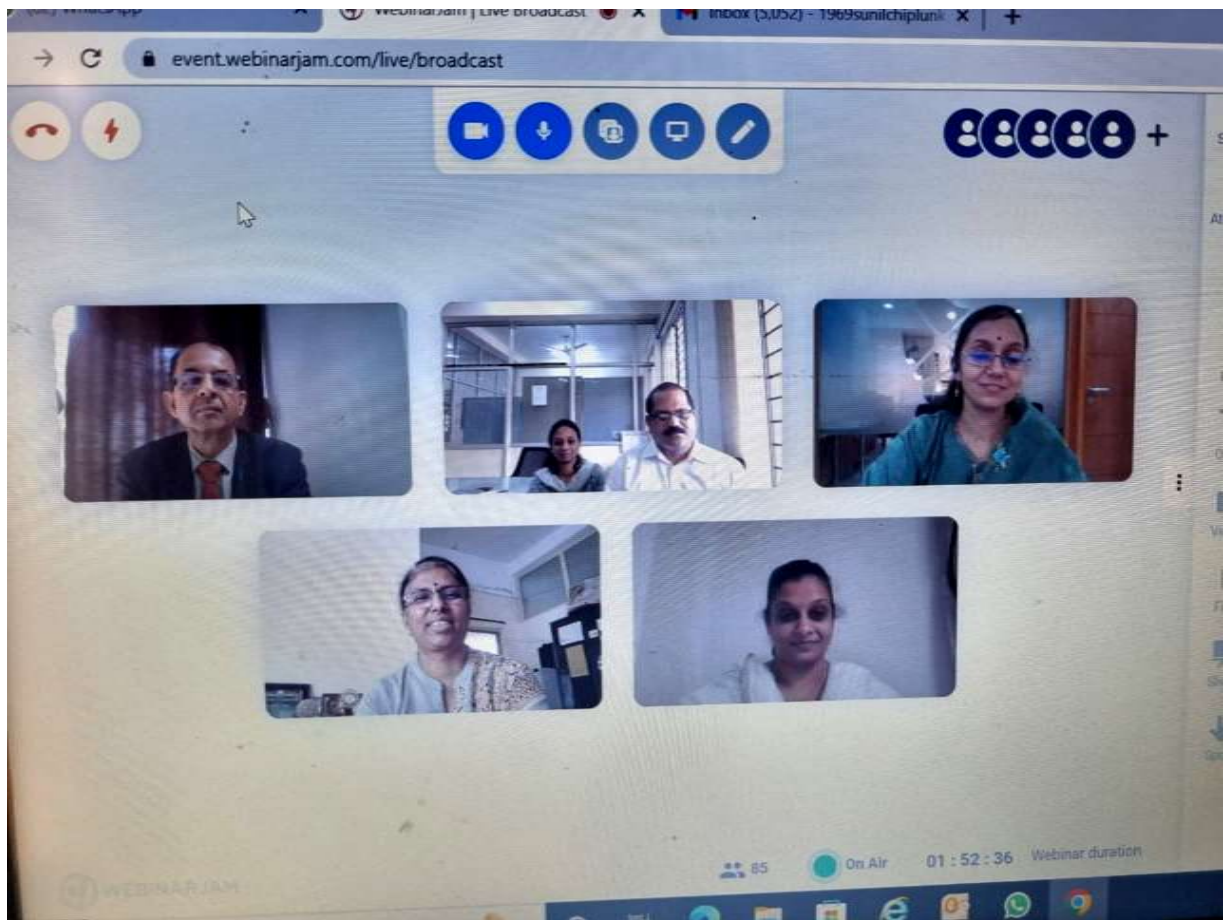 WhatsApp
WebinarJam | Live Broadcast
Inbox (5,052) - 1969sunilchiplunk
event.webinarjam.com/live/broadcast
85
On Air
01 : 52 : 36
Webinar duration
WEBINARJAM